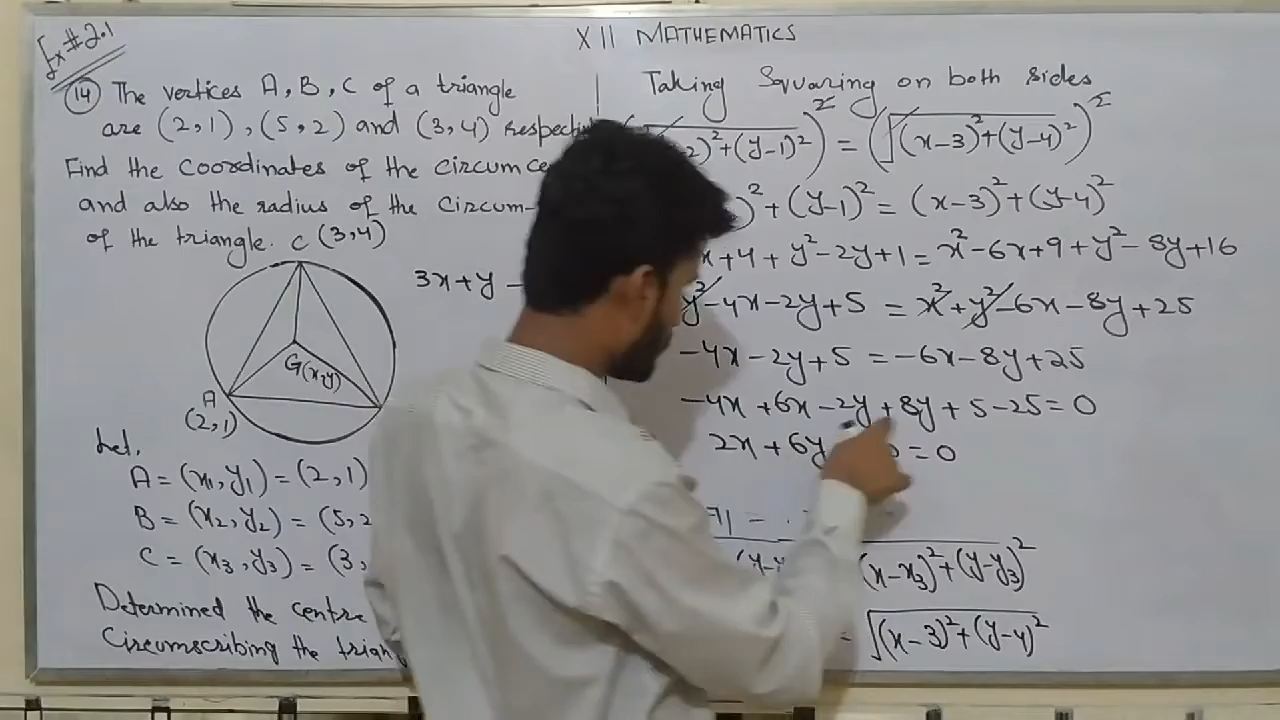 Ex # 2.1
XII MATHEMATICS
14 The vertices A, B, C of a triangle
are (2,1), (5,2) and (3,4)
Find the Coordinates of the
and also the radius of the Circum-
of the triangle.
C (3,4)
G(x,y)
A
(2,1)
3x+y -
Let.
A = (x₁,y₁) = (2,1)
B = (x₂,y₂) = (5,2
C = (x₃,y₃) = (3,
Determined the centre
Circumscribing the
Taking Squaring on both sides
2)²+(y-1)²)² = (√(x-3)²+(y-4)²)²
)²+(y-1)² = (x-3)²+(y-4)²
x+4+y²-2y+1 = x²-6x+9+y²-8y+16
y²-4x-2y+5 = x²+y²-6x-8y+25
-4x-2y+5 = -6x-8y+25
-4x+6x-2y+8y+5-25=0
2x+6y =0
(x-x₃)²+(y-y₃)²
= √(x-3)²+(y-4)²